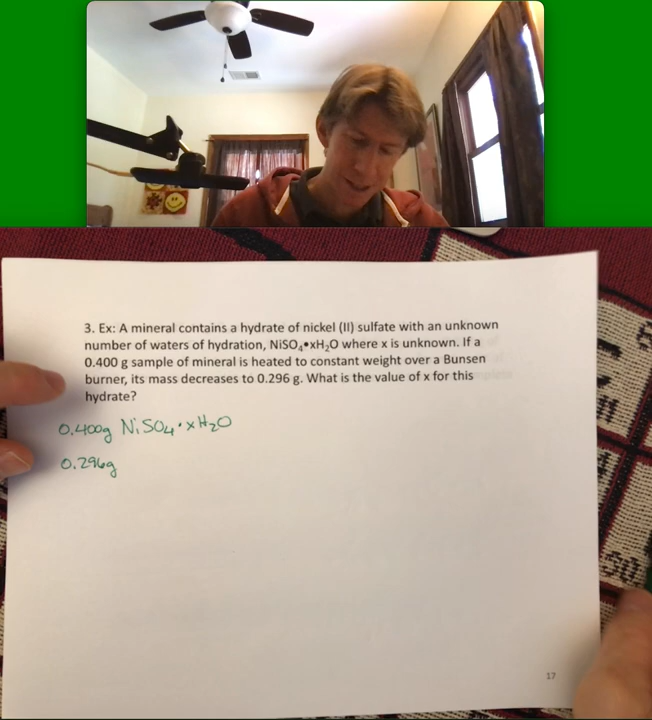 3. Ex: A mineral contains a hydrate of nickel (II) sulfate with an unknown
number of waters of hydration, NiSO₄•xH₂O where x is unknown. If a
0.400 g sample of mineral is heated to constant weight over a Bunsen
burner, its mass decreases to 0.296 g. What is the value of x for this
hydrate?
0.400g NiSO₄•xH₂O
0.296g
17